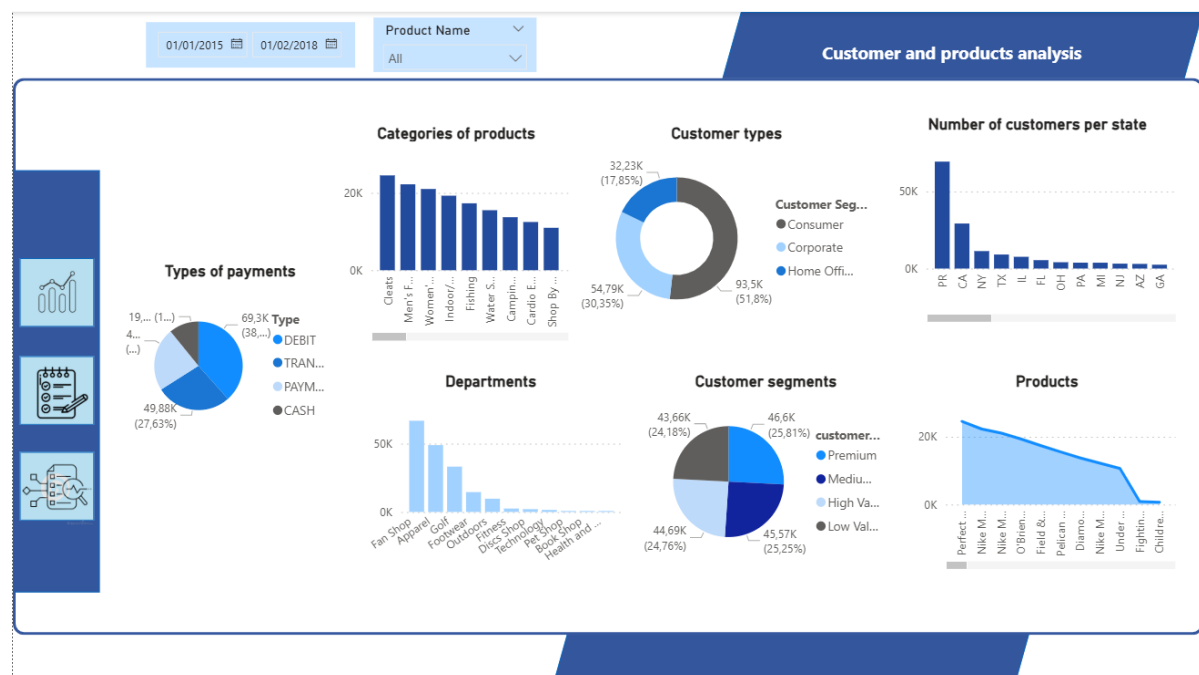 01/01/2015
01/02/2018
Product Name
All
Customer and products analysis
Types of payments
19,... (1...)
4...
(...)
69,3K
(38,...)
49,88K
(27,63%)
Type
DEBIT
TRAN...
PAYM...
CASH
Categories of products
20K
0K
Cleats
Men's F...
Women'...
Indoor/...
Fishing
Water S...
Campin...
Cardio E...
Shop By ...
Customer types
32,23K
(17,85%)
54,79K
(30,35%)
93,5K
(51,8%)
Customer Seg...
Consumer
Corporate
Home Offi...
Number of customers per state
50K
0K
PR
CA
NY
TX
IL
FL
OH
PA
MI
NJ
AZ
GA
Departments
50K
0K
Fan Shop
Apparel
Golf
Footwear
Outdoors
Fitness
Discs Shop
Technology
Pet Shop
Book Shop
Health and ...
Customer segments
43,66K
(24,18%)
46,6K
(25,81%)
44,69K
(24,76%)
45,57K
(25,25%)
customer...
Premium
Mediu...
High Va...
Low Val...
Products
20K
0K
Perfect ...
Nike M...
Nike M...
O'Brien...
Field &...
Pelican ...
Diamo...
Nike M...
Under ...
Fightin...
Childre...